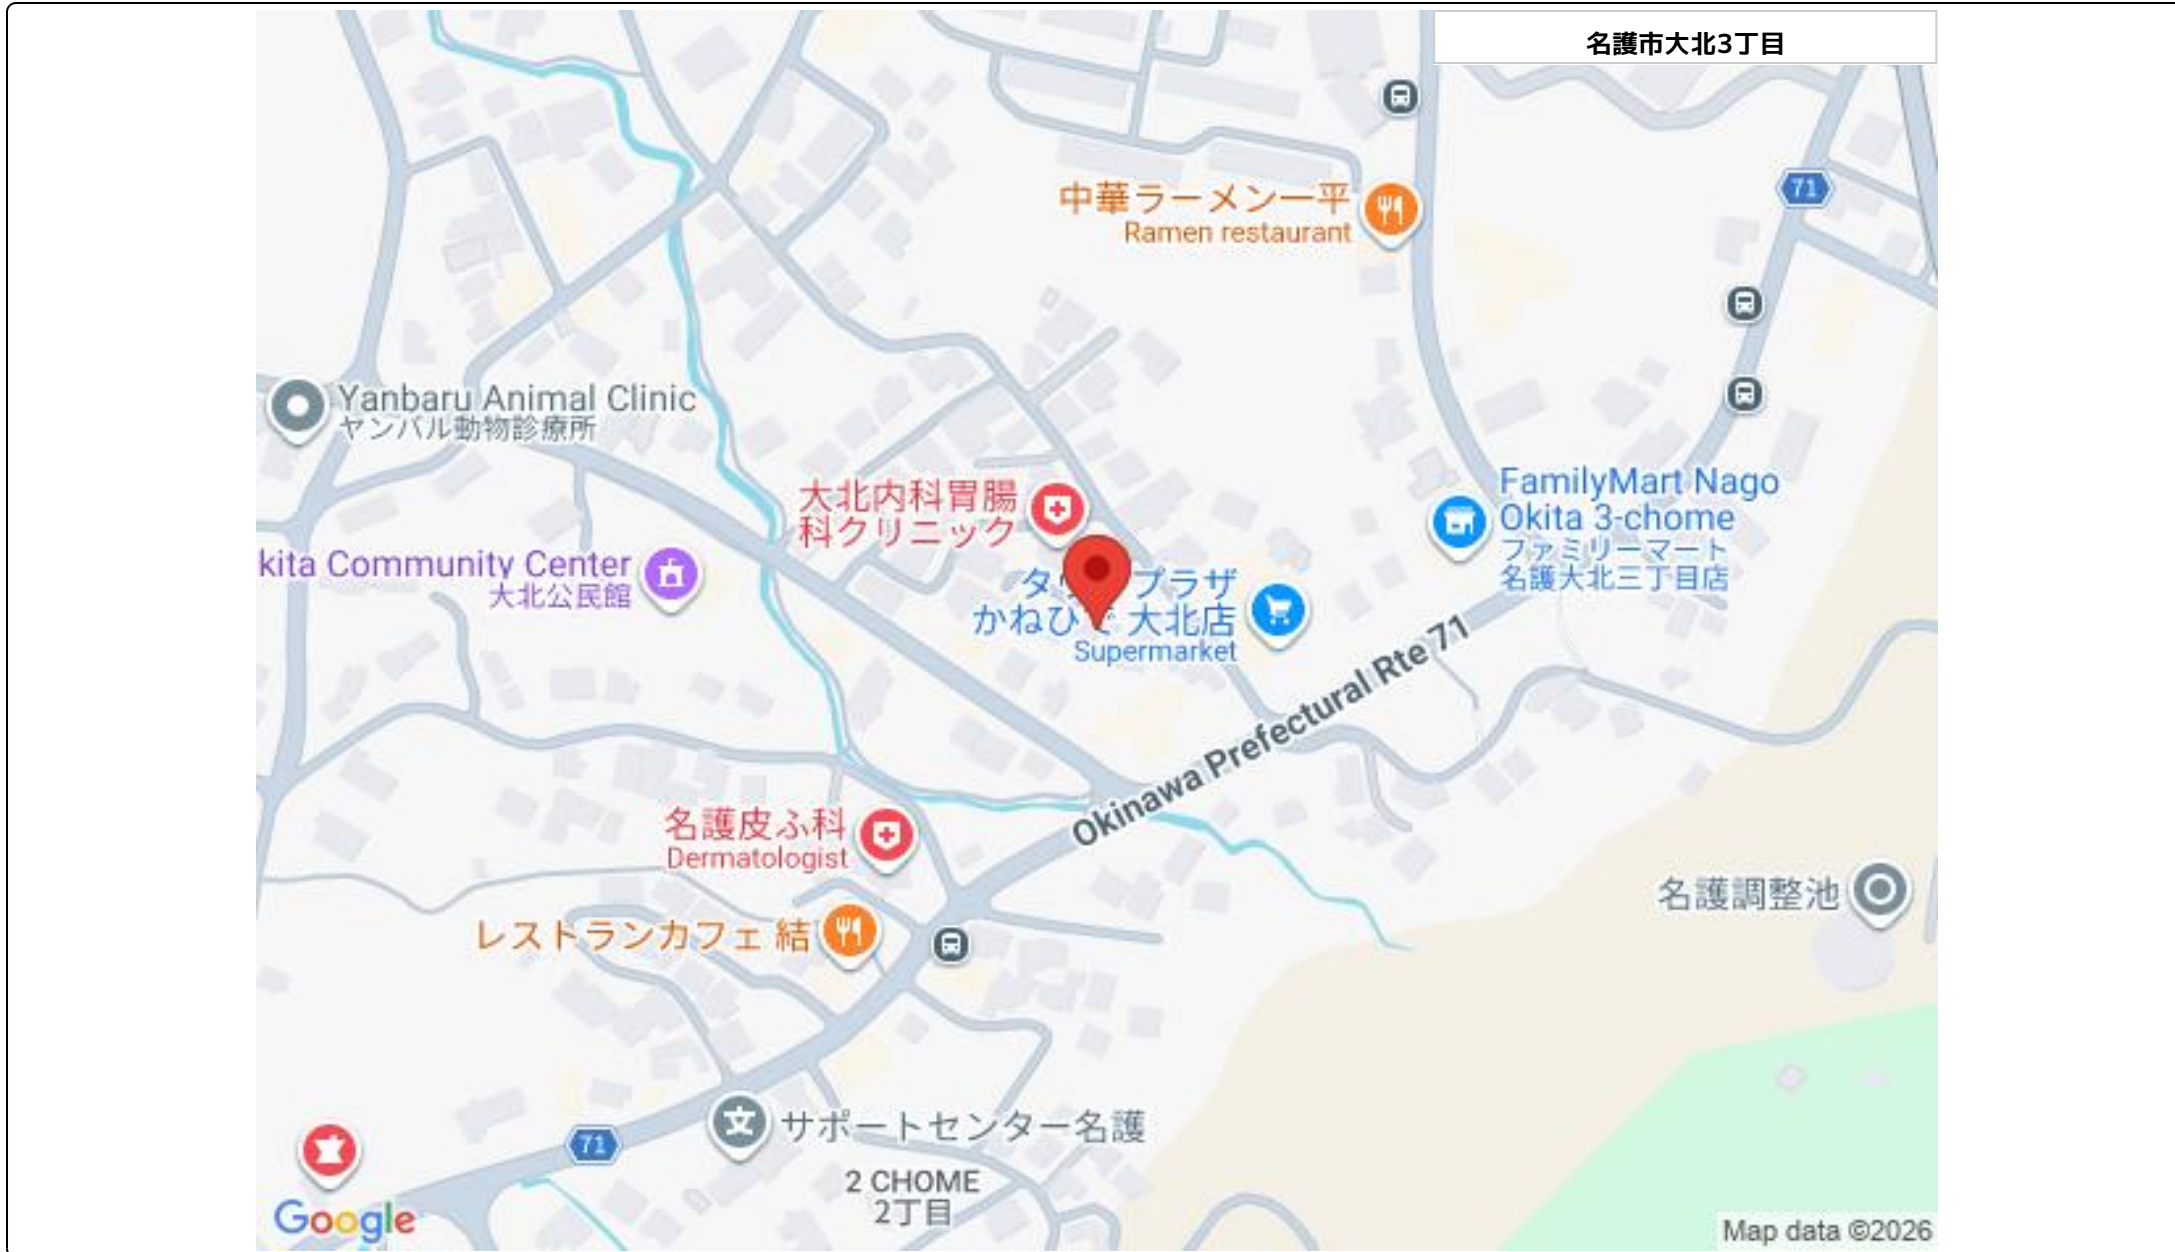 名護市大北3丁目
71
中華ラーメン一平
Ramen restaurant
Yanbaru Animal Clinic
ヤンバル動物診療所
FamilyMart Nago
Okita 3-chome
ファミリーマート
名護大北三丁目店
大北内科胃腸
科クリニック
kita Community Center
大北公民館
タ プラザ
かねひで 大北店
Supermarket
Okinawa Prefectural Rte 71
名護皮ふ科
Dermatologist
名護調整池
レストランカフェ 結
サポートセンター名護
71
2 CHOME
2丁目
Google
Map data ©2026